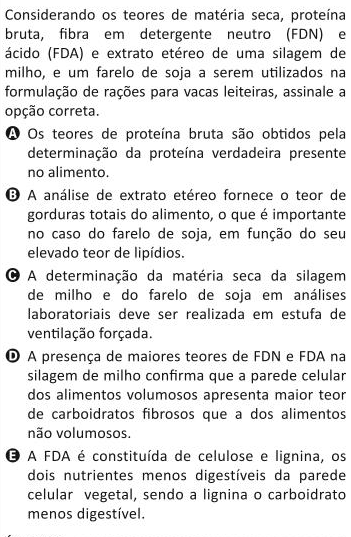 Considerando os teores de matéria seca, proteína
bruta, fibra em detergente neutro (FDN) e
ácido (FDA) e extrato etéreo de uma silagem de
milho, e um farelo de soja a serem utilizados na
formulação de rações para vacas leiteiras, assinale a
opção correta.
A Os teores de proteína bruta são obtidos pela
determinação da proteína verdadeira presente
no alimento.
B A análise de extrato etéreo fornece o teor de
gorduras totais do alimento, o que é importante
no caso do farelo de soja, em função do seu
elevado teor de lipídios.
C A determinação da matéria seca da silagem
de milho e do farelo de soja em análises
laboratoriais deve ser realizada em estufa de
ventilação forçada.
D A presença de maiores teores de FDN e FDA na
silagem de milho confirma que a parede celular
dos alimentos volumosos apresenta maior teor
de carboidratos fibrosos que a dos alimentos
não volumosos.
E A FDA é constituída de celulose e lignina, os
dois nutrientes menos digestíveis da parede
celular vegetal, sendo a lignina o carboidrato
menos digestível.